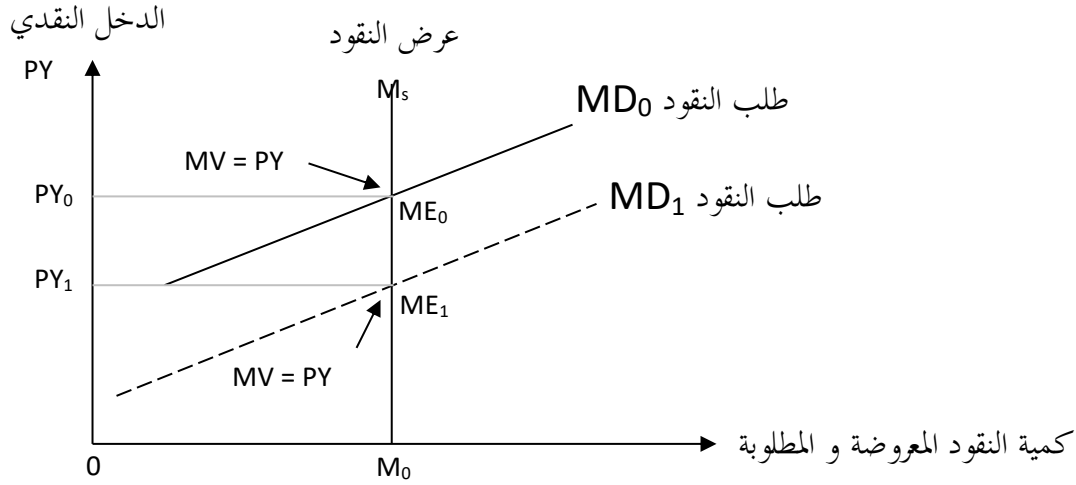 الدخل النقدي
عرض النقود
PY
Ms
طلب النقود MD0
MV = PY
PY0
ME0
طلب النقود MD1
PY1
ME1
MV = PY
كمية النقود المعروضة و المطلوبة
0
M0